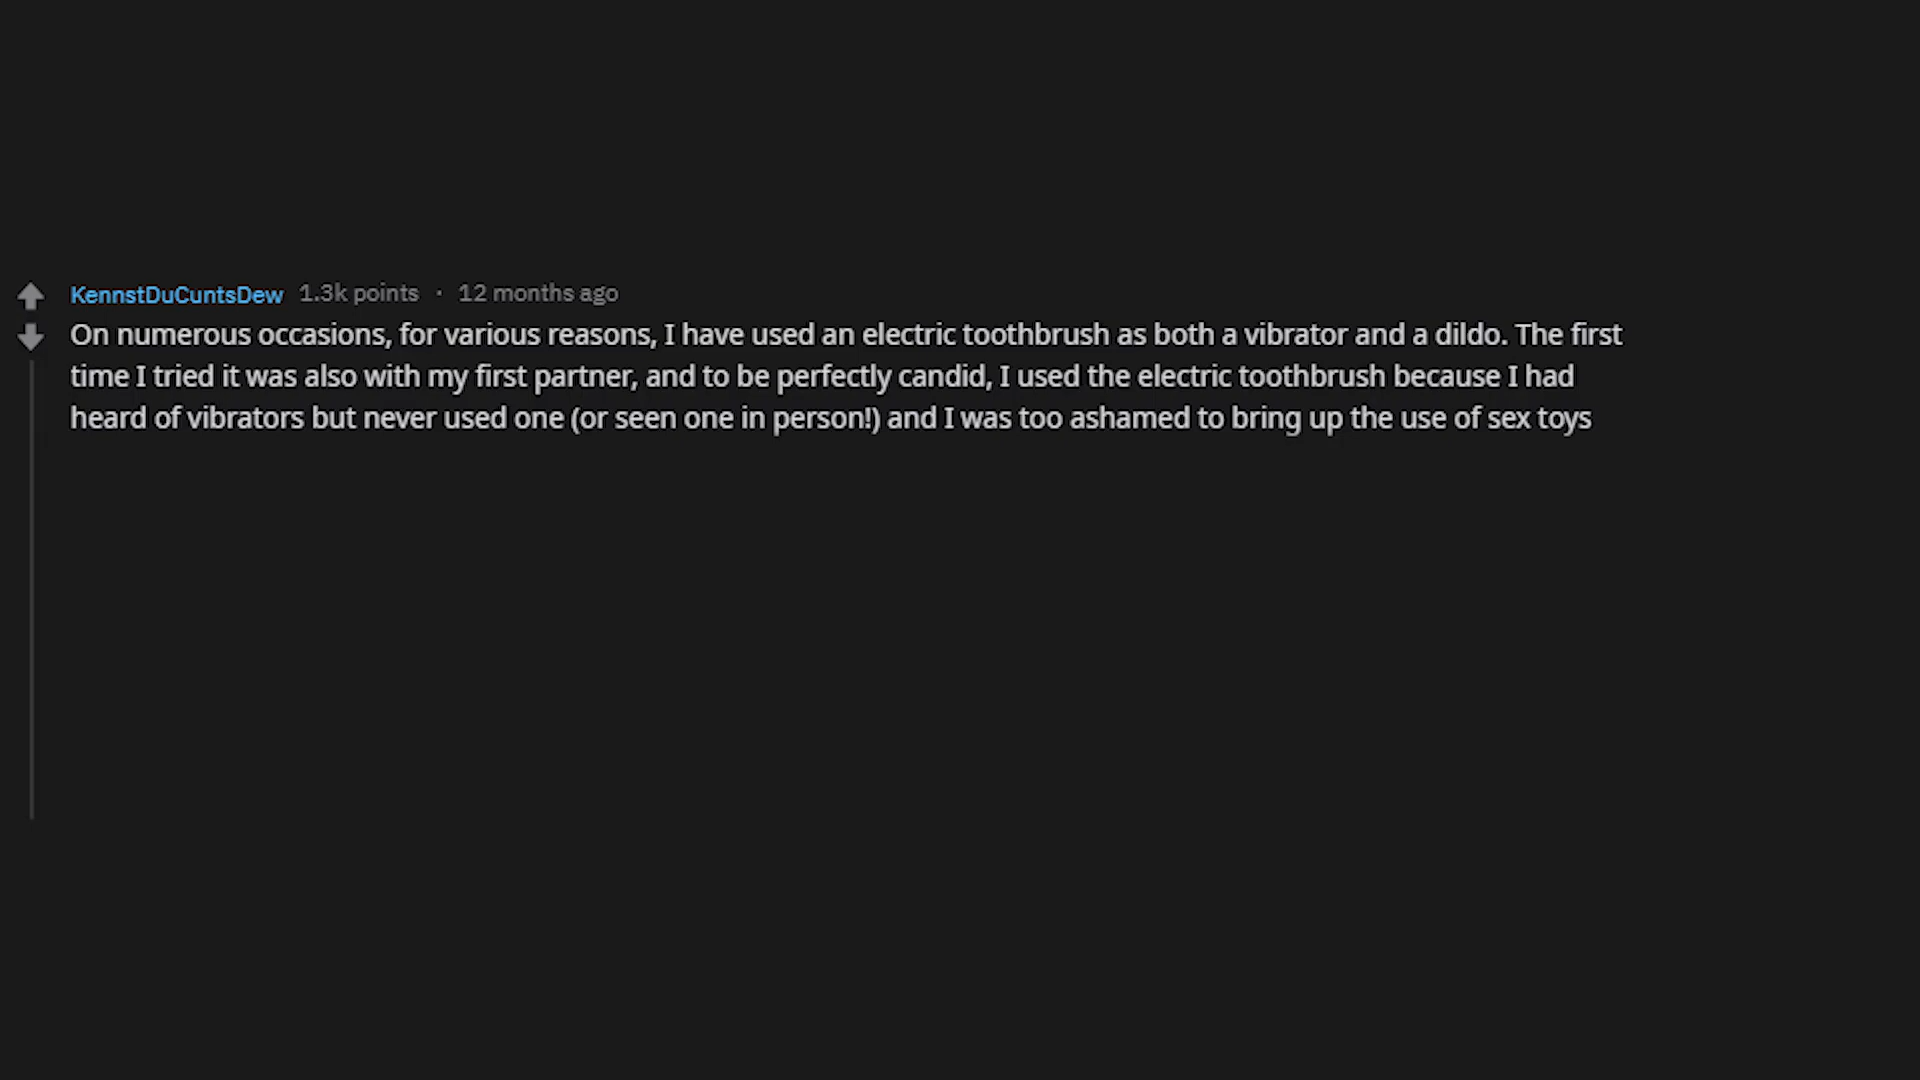 KennstDuCuntsDew 1.3k points · 12 months ago
On numerous occasions, for various reasons, I have used an electric toothbrush as both a vibrator and a dildo. The first
time I tried it was also with my first partner, and to be perfectly candid, I used the electric toothbrush because I had
heard of vibrators but never used one (or seen one in person!) and I was too ashamed to bring up the use of sex toys